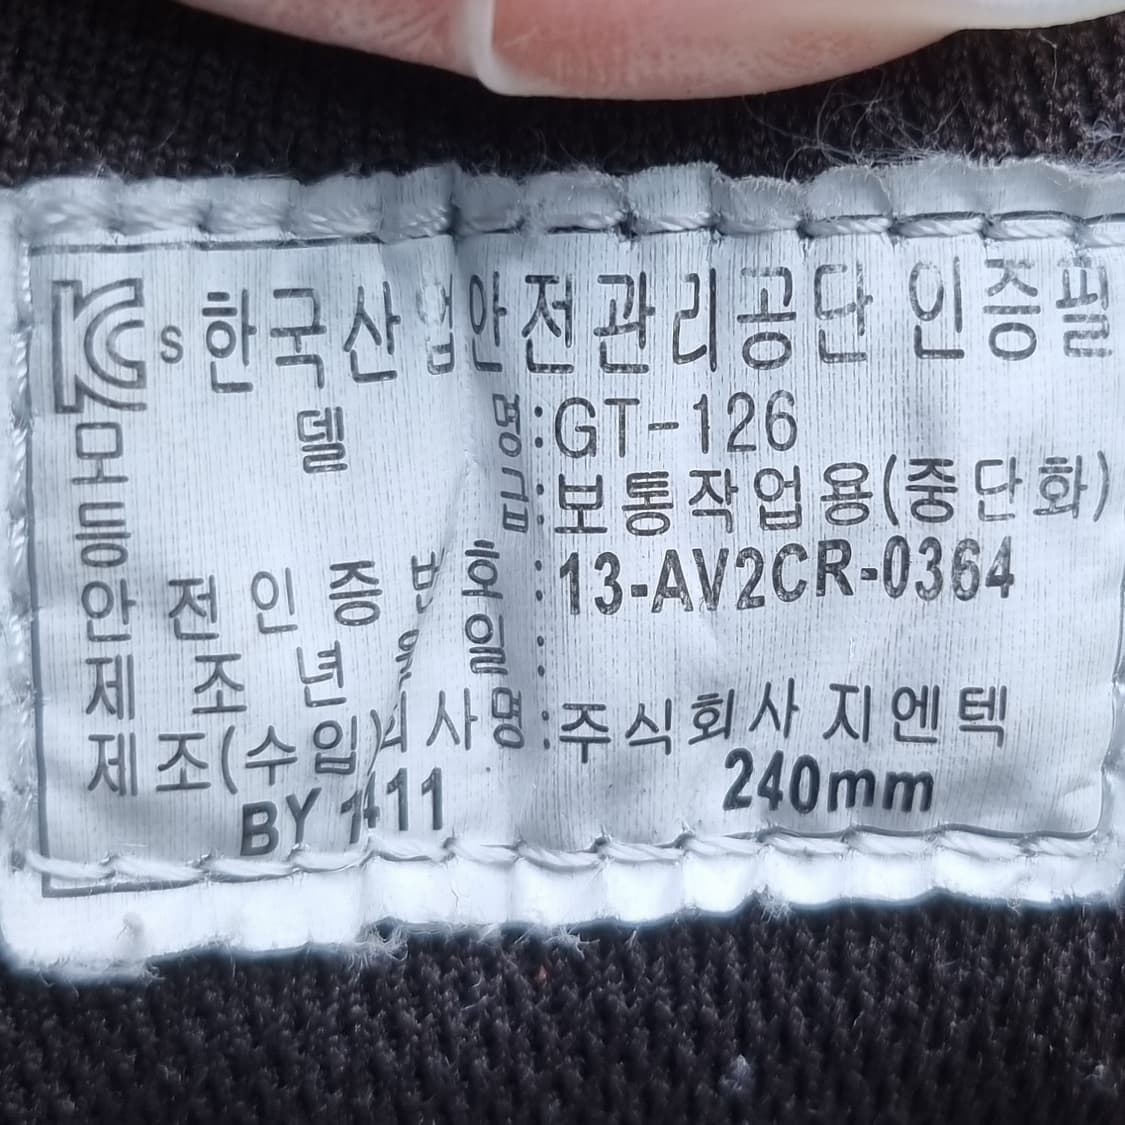 KCs 한국산업안전관리공단 인증필
모 델 명 : GT-126
등 급 : 보통작업용(중단화)
안 전 인 증 번 호 : 13-AV2CR-0364
제 조 년 월 일 :
제 조(수입)회사명 : 주식회사 지엔텍
BY 1411 240mm